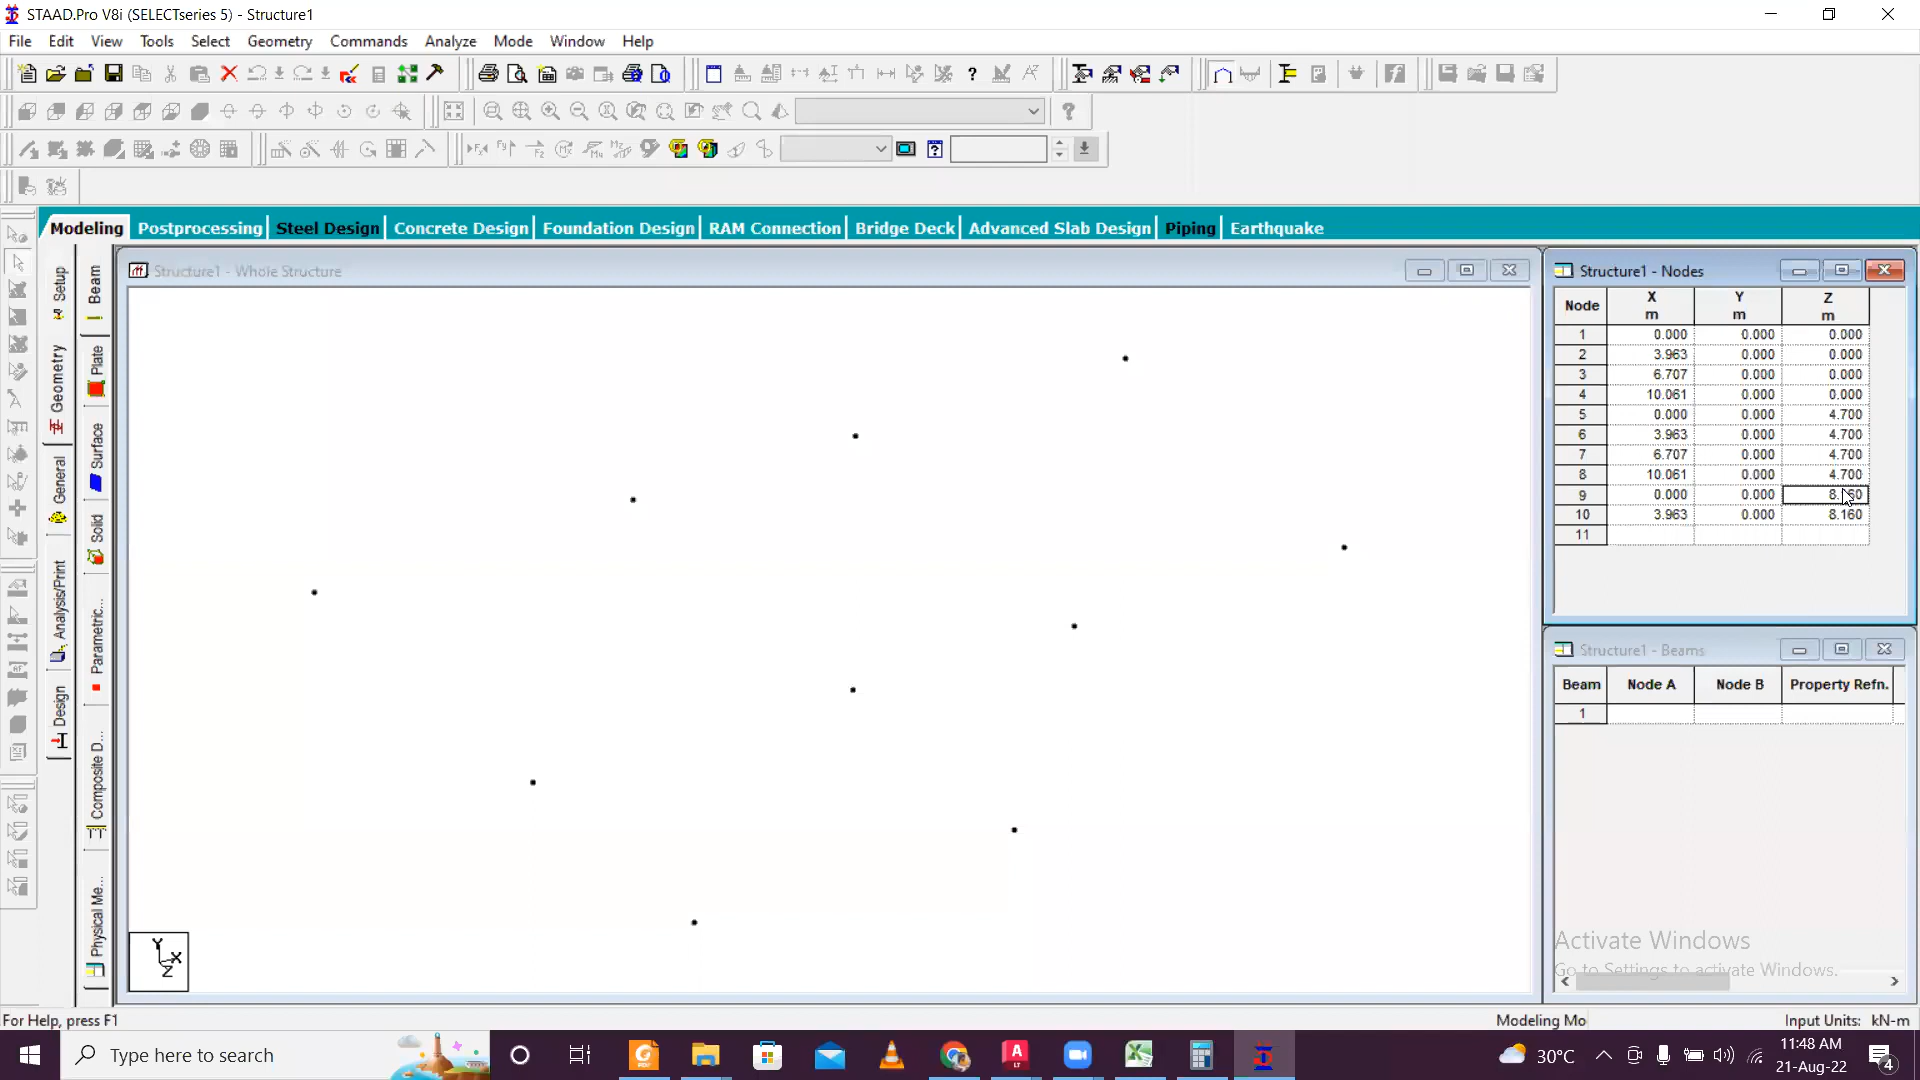 STAAD.Pro V8i (SELECTseries 5) - Structure1
File Edit View Tools Select Geometry Commands Analyze Mode Window Help
Modeling Postprocessing Steel Design Concrete Design Foundation Design RAM Connection Bridge Deck Advanced Slab Design Piping Earthquake
Setup
Geometry
General
Analysis/Print
Design
Beam
Plate
Surface
Solid
Parametric...
Composite D...
Physical Me...
Structure1 - Whole Structure
Y
X
Z
Structure1 - Nodes
Node X m Y m Z m
1 0.000 0.000 0.000
2 3.963 0.000 0.000
3 6.707 0.000 0.000
4 10.061 0.000 0.000
5 0.000 0.000 4.700
6 3.963 0.000 4.700
7 6.707 0.000 4.700
8 10.061 0.000 4.700
9 0.000 0.000
10 3.963 0.000 8.160
11
Structure1 - Beams
Beam Node A Node B Property Refn.
1
Activate Windows
Go to Settings to activate Windows.
For Help, press F1
Modeling Mo
Input Units: kN-m
Type here to search
30°C
11:48 AM
21-Aug-22
4